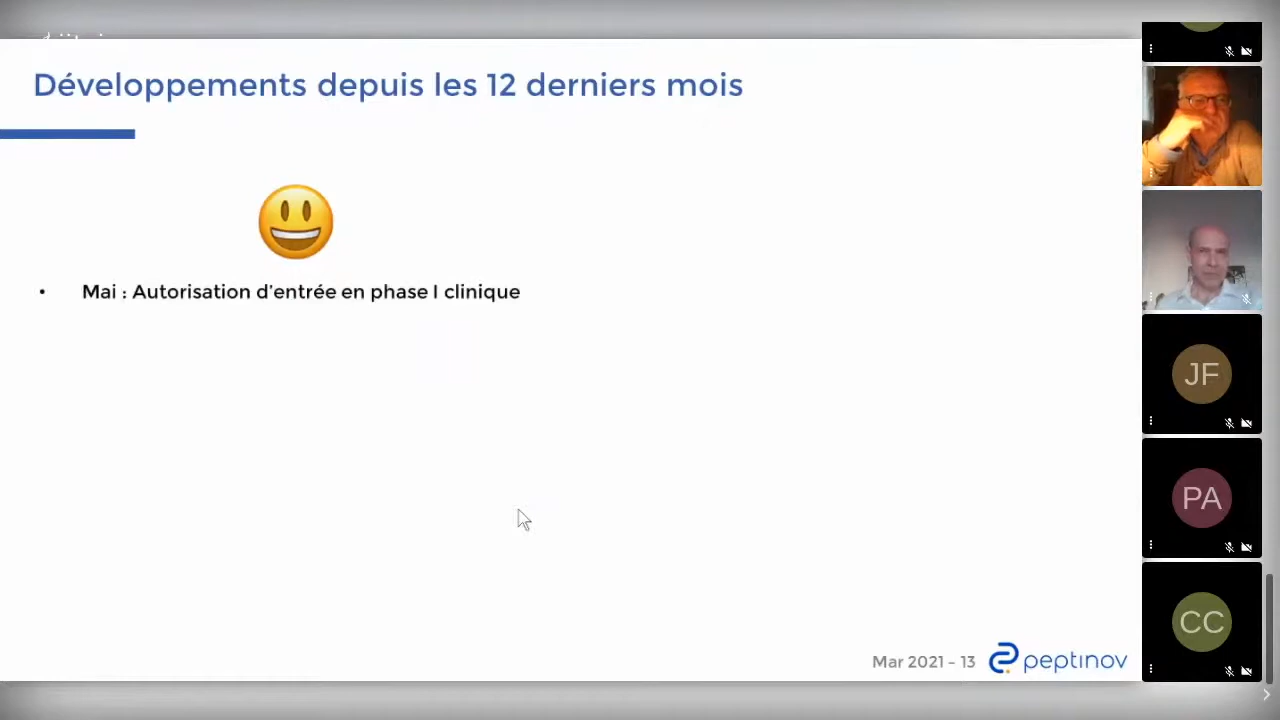 Développements depuis les 12 derniers mois
• Mai : Autorisation d'entrée en phase I clinique
Mar 2021 - 13
peptinov
JF
PA
CC